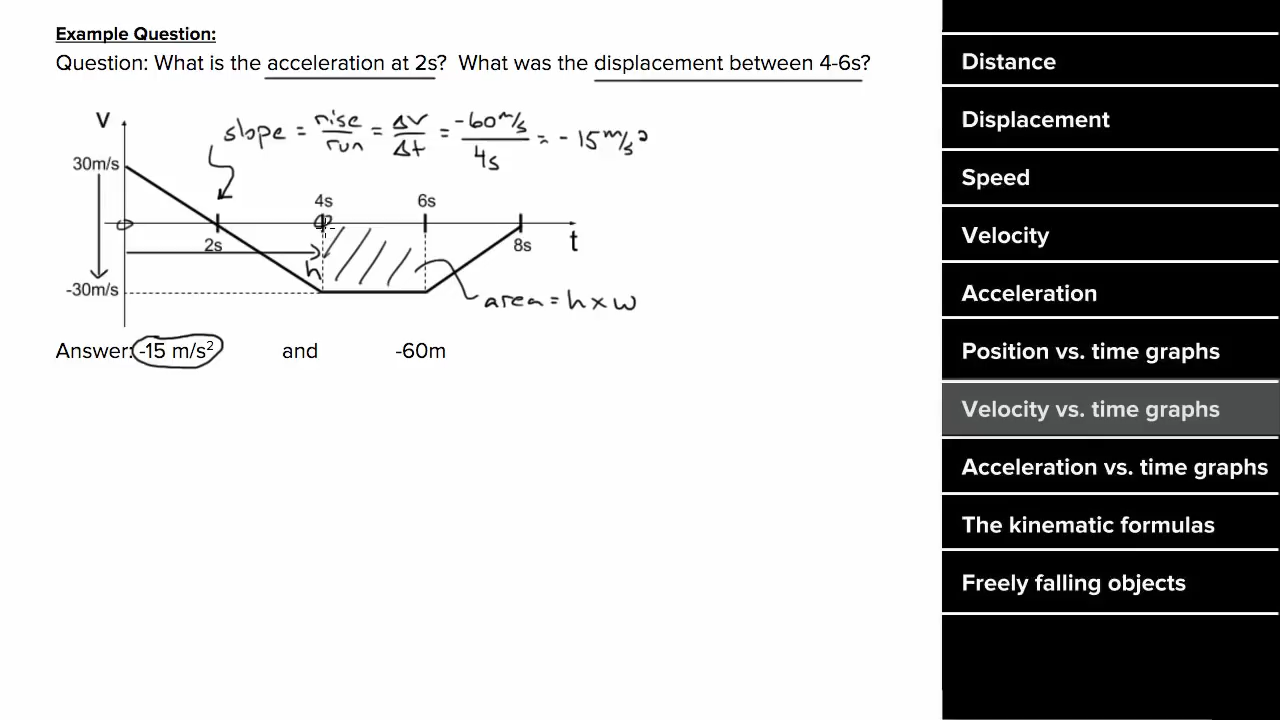 Example Question:
Question: What is the acceleration at 2s? What was the displacement between 4-6s?
V
slope = rise/run = Δv/Δt = -60m/s/4s = -15m/s²
30m/s
4s
6s
0
0
2s
8s
t
h
-30m/s
area = h x w
Answer: -15 m/s² and -60m
Distance
Displacement
Speed
Velocity
Acceleration
Position vs. time graphs
Velocity vs. time graphs
Acceleration vs. time graphs
The kinematic formulas
Freely falling objects